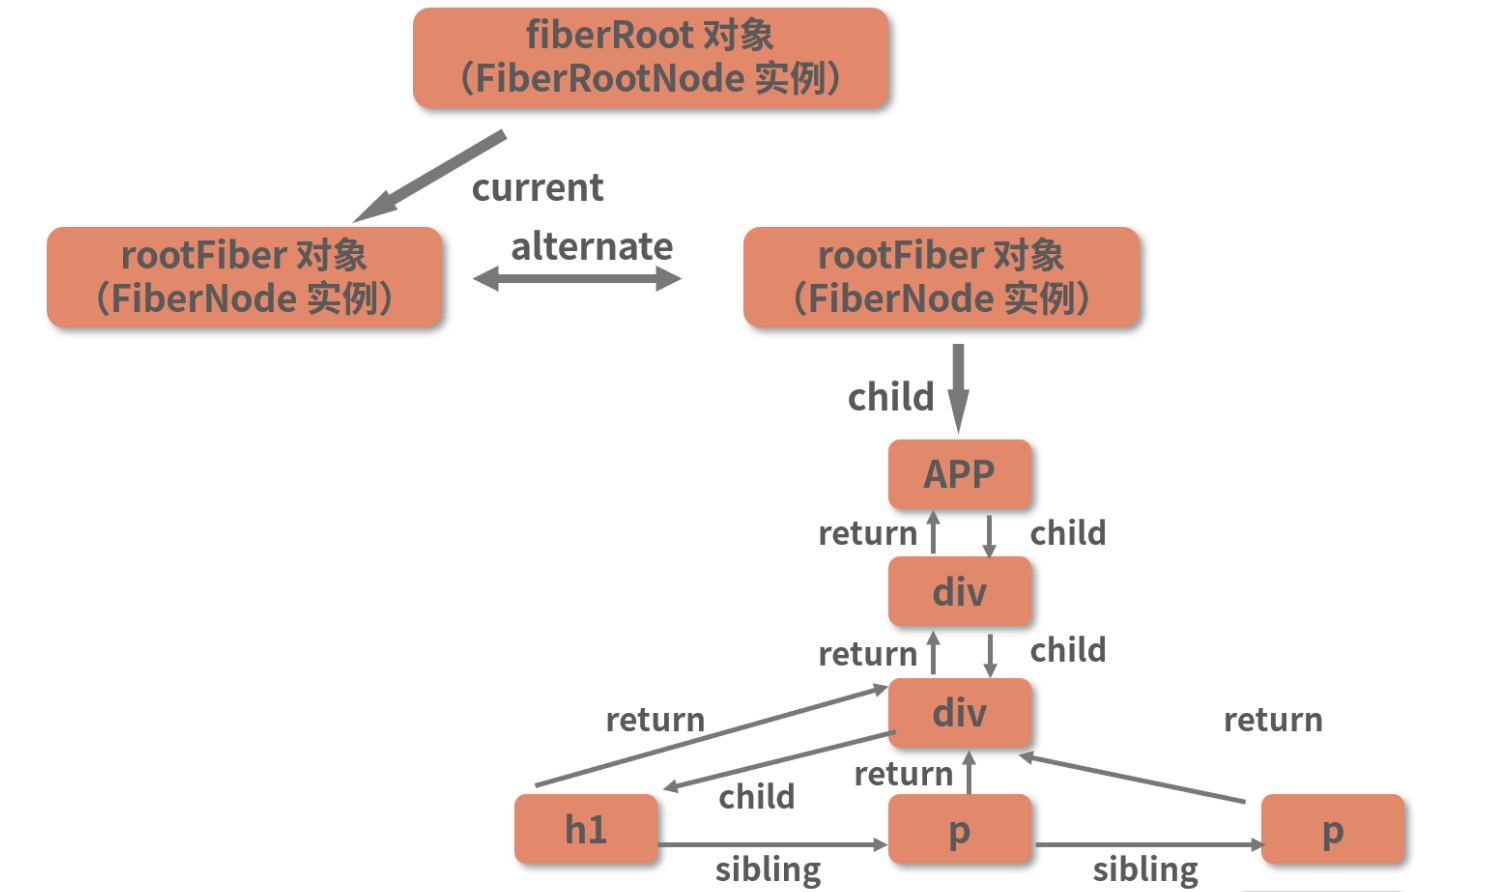 fiberRoot 对象
（FiberRootNode 实例）
current
alternate
rootFiber 对象
（FiberNode 实例）
rootFiber 对象
（FiberNode 实例）
child
APP
return
child
div
return
child
div
return
return
return
child
h1
p
p
sibling
sibling